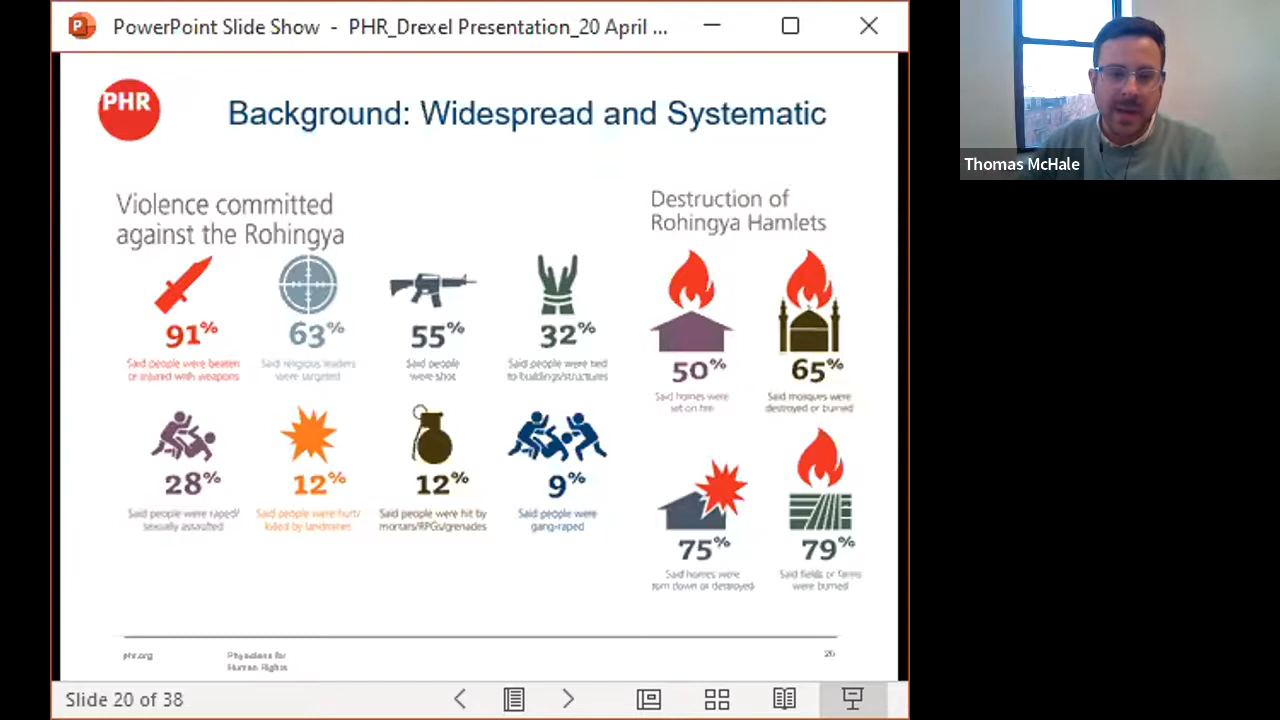 PowerPoint Slide Show - PHR_Drexel Presentation_20 April ...
PHR
Background: Widespread and Systematic
Thomas McHale
Violence committed
against the Rohingya
91%
Said people were beaten
or injured with weapons
63%
Said religious leaders
were targeted
55%
Said people
were shot
32%
Said people were tied
to buildings/structures
28%
Said people were raped/
sexually assaulted
12%
Said people were hurt/
killed by landmines
12%
Said people were hit by
mortars/RPGs/grenades
9%
Said people were
gang-raped
Destruction of
Rohingya Hamlets
50%
Said homes were
set on fire
65%
Said mosques were
destroyed or burned
75%
Said homes were
torn down or destroyed
79%
Said fields or farms
were burned
phr.org
Physicians for
Human Rights
20
Slide 20 of 38